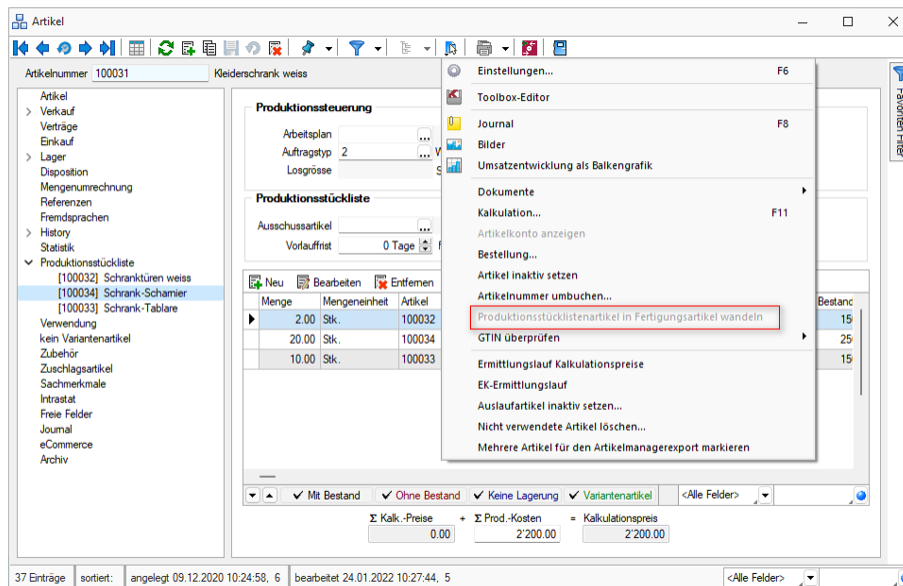 Artikel
Artikelnummer 100031 Kleiderschrank weiss
Artikel
Verkauf
Verträge
Einkauf
Lager
Disposition
Mengenumrechnung
Referenzen
Fremdsprachen
History
Statistik
Produktionsstückliste
[100032] Schranktüren weiss
[100034] Schrank-Scharnier
[100033] Schrank-Tablare
Verwendung
kein Variantenartikel
Zubehör
Zuschlagsartikel
Sachmerkmale
Intrastat
Freie Felder
Journal
eCommerce
Archiv
Produktionssteuerung
Arbeitsplan ...
Auftragstyp 2 ...
Losgrösse
Produktionsstückliste
Ausschussartikel ...
Vorlauffrist 0 Tage
Neu Bearbeiten Entfernen
Menge Mengeneinheit Artikel Bestand
2.00 Stk. 100032 15
20.00 Stk. 100034 25
10.00 Stk. 100033 15
Einstellungen... F6
Toolbox-Editor
Journal F8
Bilder
Umsatzentwicklung als Balkengrafik
Dokumente
Kalkulation... F11
Artikelkonto anzeigen
Bestellung...
Artikel inaktiv setzen
Artikelnummer umbuchen...
Produktionsstücklistenartikel in Fertigungsartikel wandeln
GTIN überprüfen
Ermittlungslauf Kalkulationspreise
EK-Ermittlungslauf
Auslaufartikel inaktiv setzen...
Nicht verwendete Artikel löschen...
Mehrere Artikel für den Artikelmanagerexport markieren
Favoriten Filter
Mit Bestand Ohne Bestand Keine Lagerung Variantenartikel <Alle Felder>
Σ Kalk.-Preise + Σ Prod.-Kosten = Kalkulationspreis
0.00 2'200.00 2'200.00
37 Einträge sortiert: angelegt 09.12.2020 10:24:58, 6 bearbeitet 24.01.2022 10:27:44, 5 <Alle Felder>